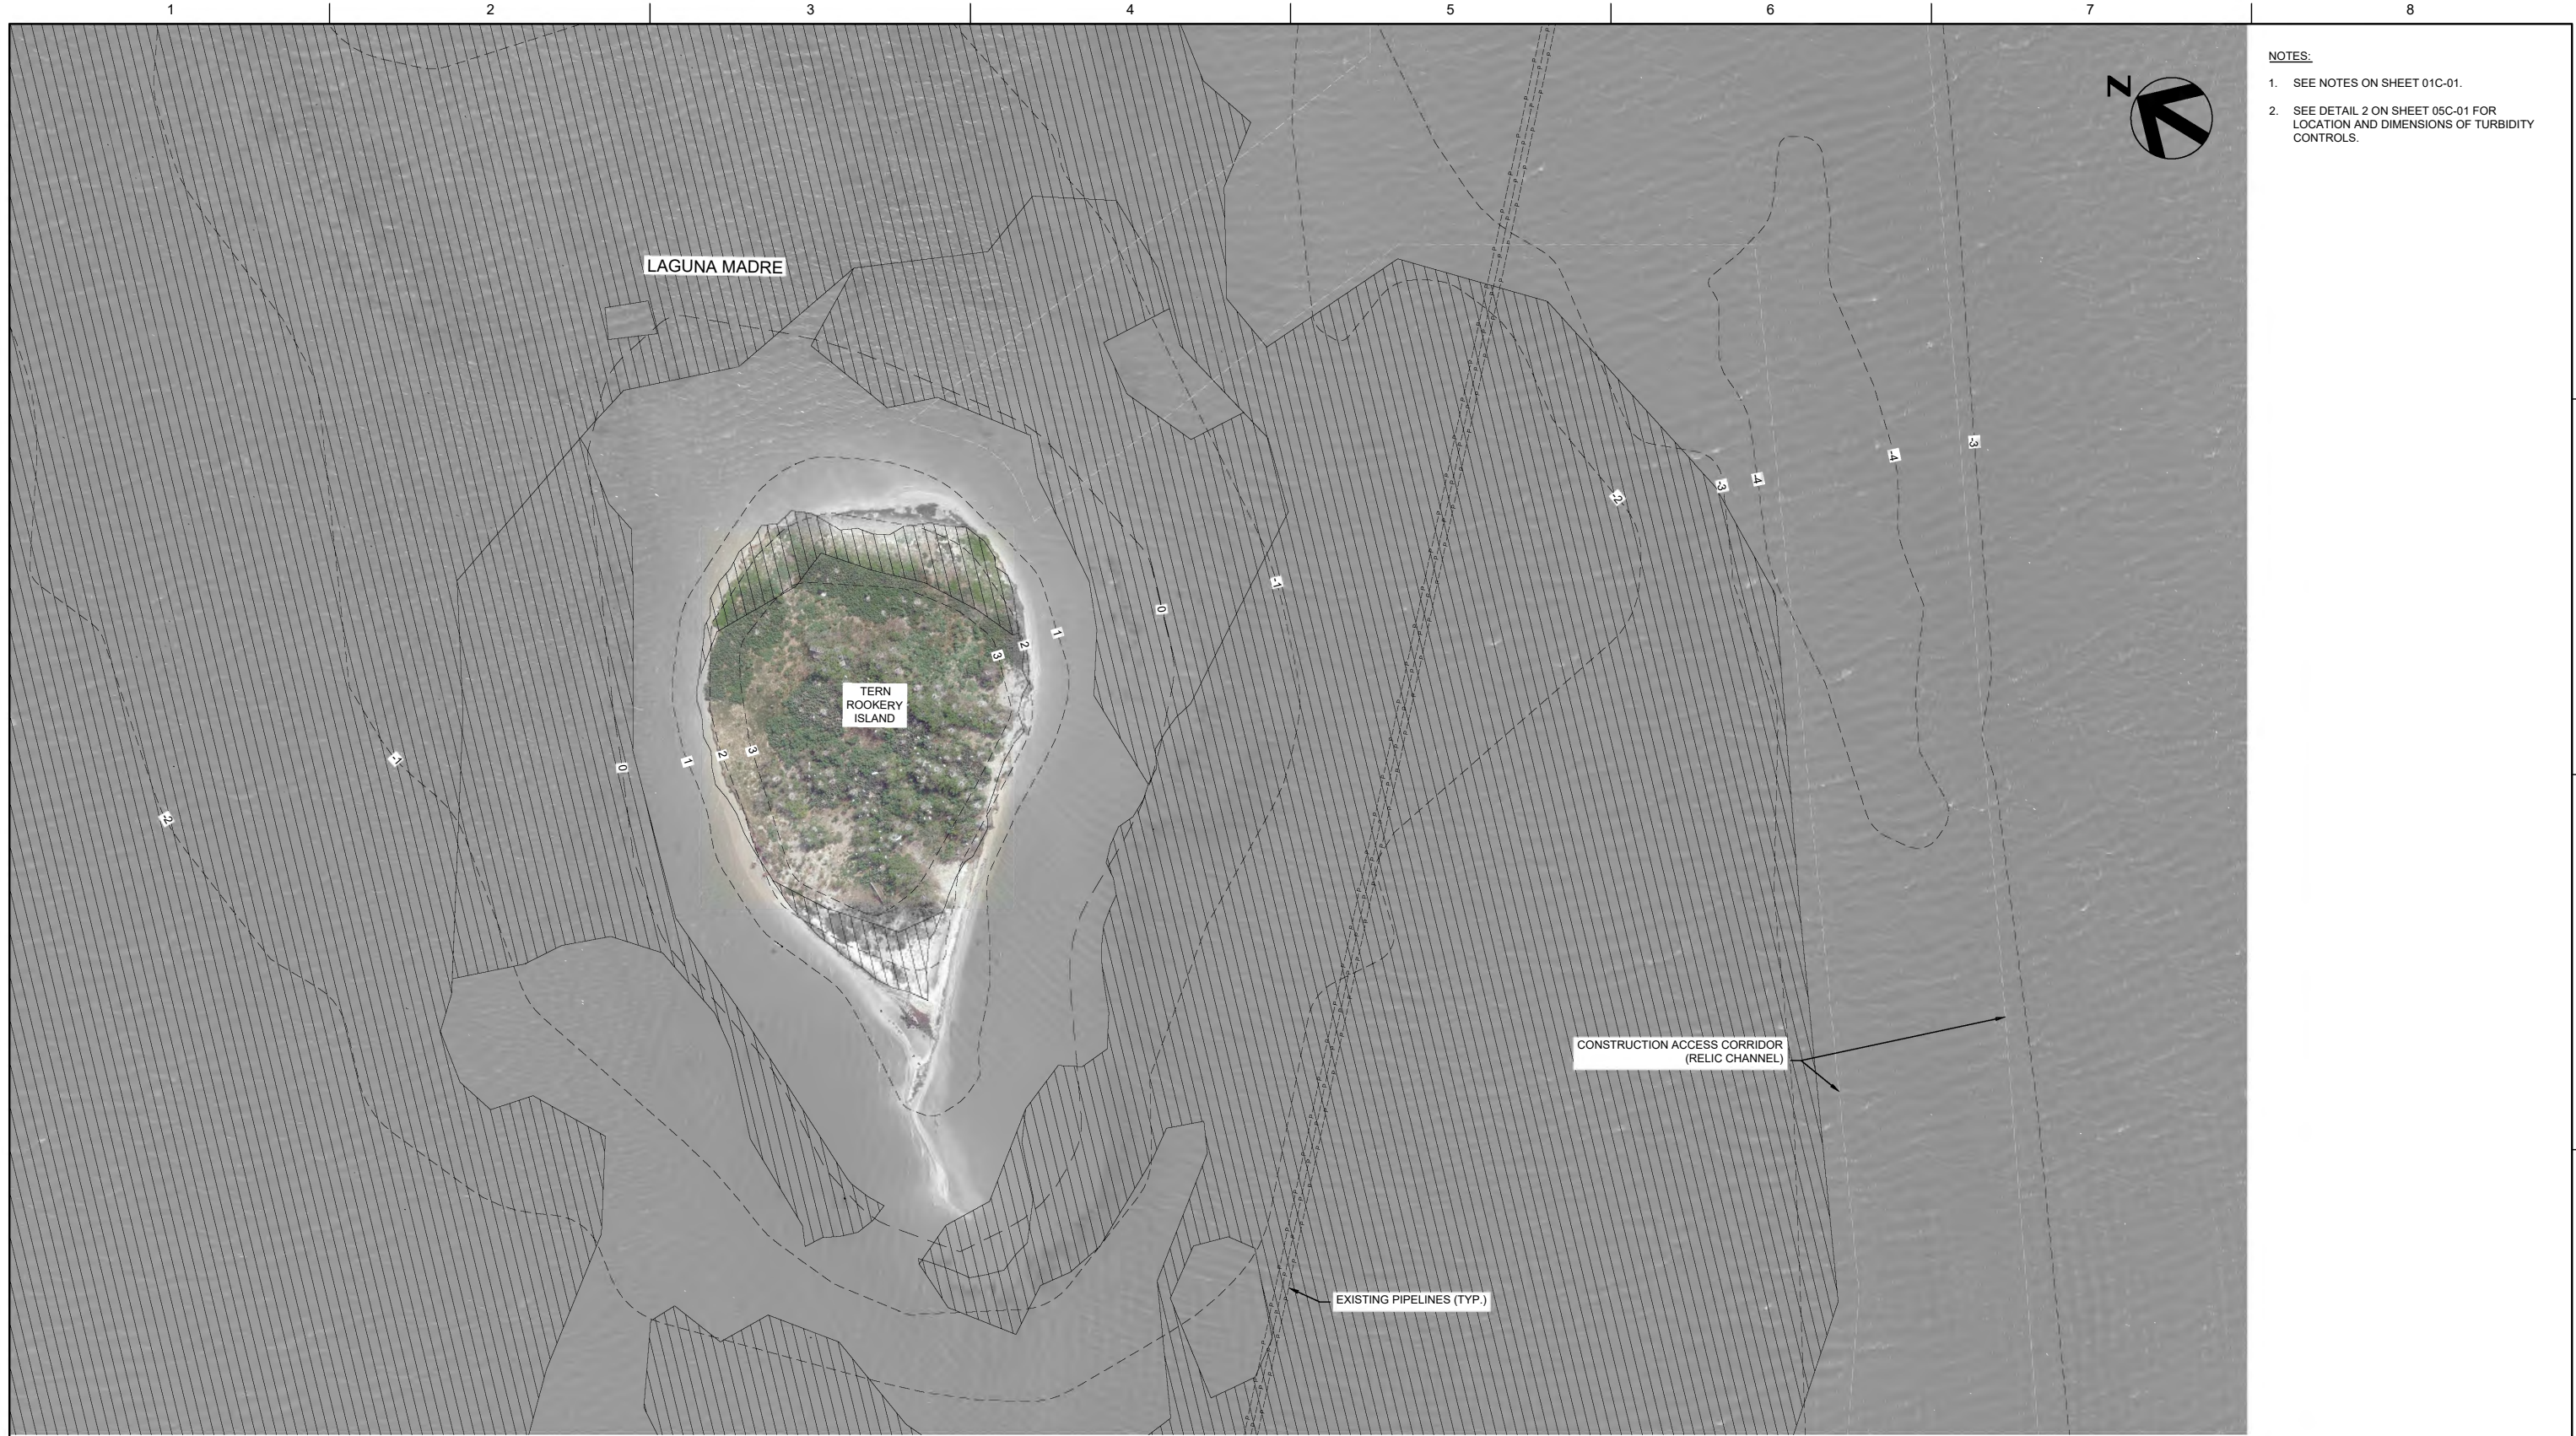 1 2 3 4 5 6 7 8
NOTES:
1. SEE NOTES ON SHEET 01C-01.
2. SEE DETAIL 2 ON SHEET 05C-01 FOR
LOCATION AND DIMENSIONS OF TURBIDITY
CONTROLS.
N
LAGUNA MADRE
-3
-4
-4
-3
-2
-1
0
1
2
3
TERN
ROOKERY
ISLAND
3
2
1
0
-1
-2
CONSTRUCTION ACCESS CORRIDOR
(RELIC CHANNEL)
EXISTING PIPELINES (TYP.)